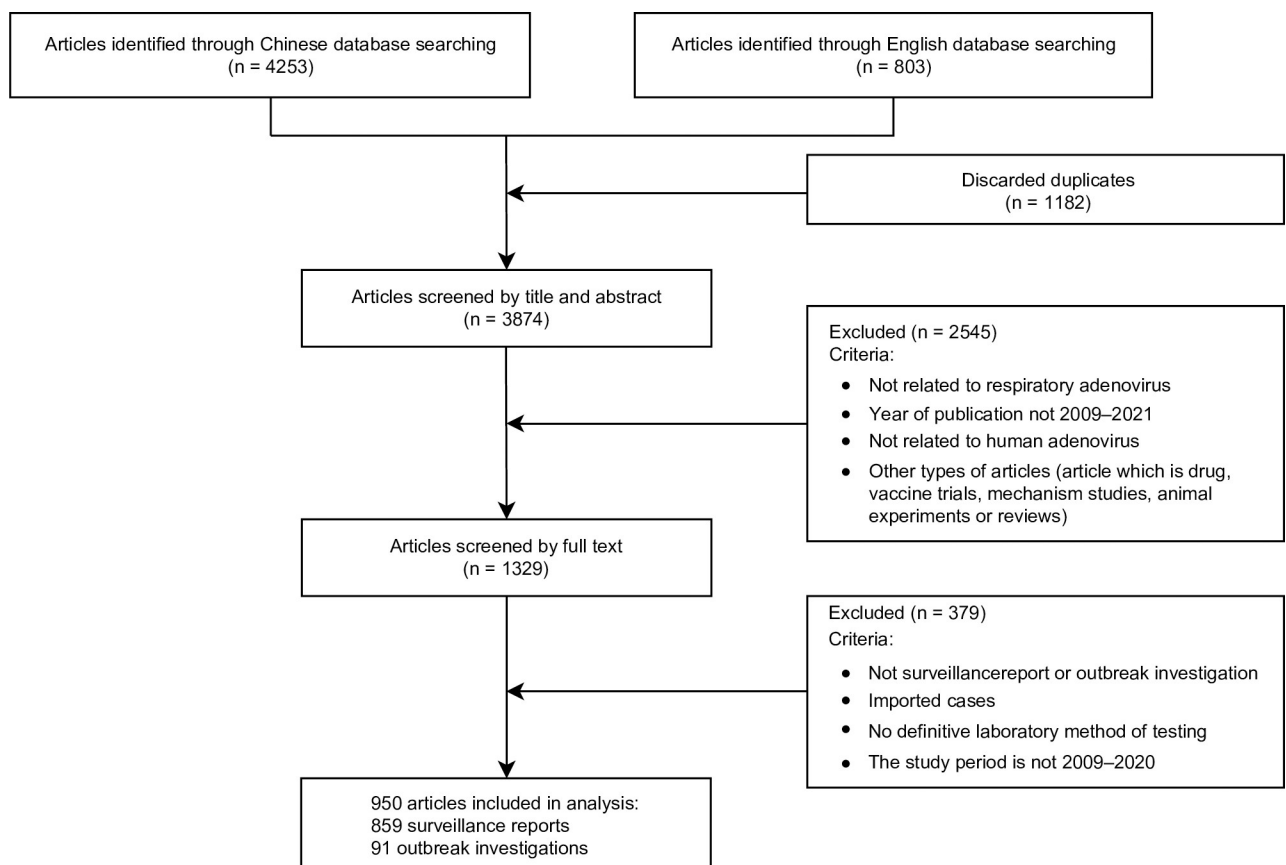 Articles identified through Chinese database searching
(n = 4253)
Articles identified through English database searching
(n = 803)
Discarded duplicates
(n = 1182)
Articles screened by title and abstract
(n = 3874)
Excluded (n = 2545)
Criteria:
● Not related to respiratory adenovirus
● Year of publication not 2009–2021
● Not related to human adenovirus
● Other types of articles (article which is drug,
vaccine trials, mechanism studies, animal
experiments or reviews)
Articles screened by full text
(n = 1329)
Excluded (n = 379)
Criteria:
● Not surveillancereport or outbreak investigation
● Imported cases
● No definitive laboratory method of testing
● The study period is not 2009–2020
950 articles included in analysis:
859 surveillance reports
91 outbreak investigations